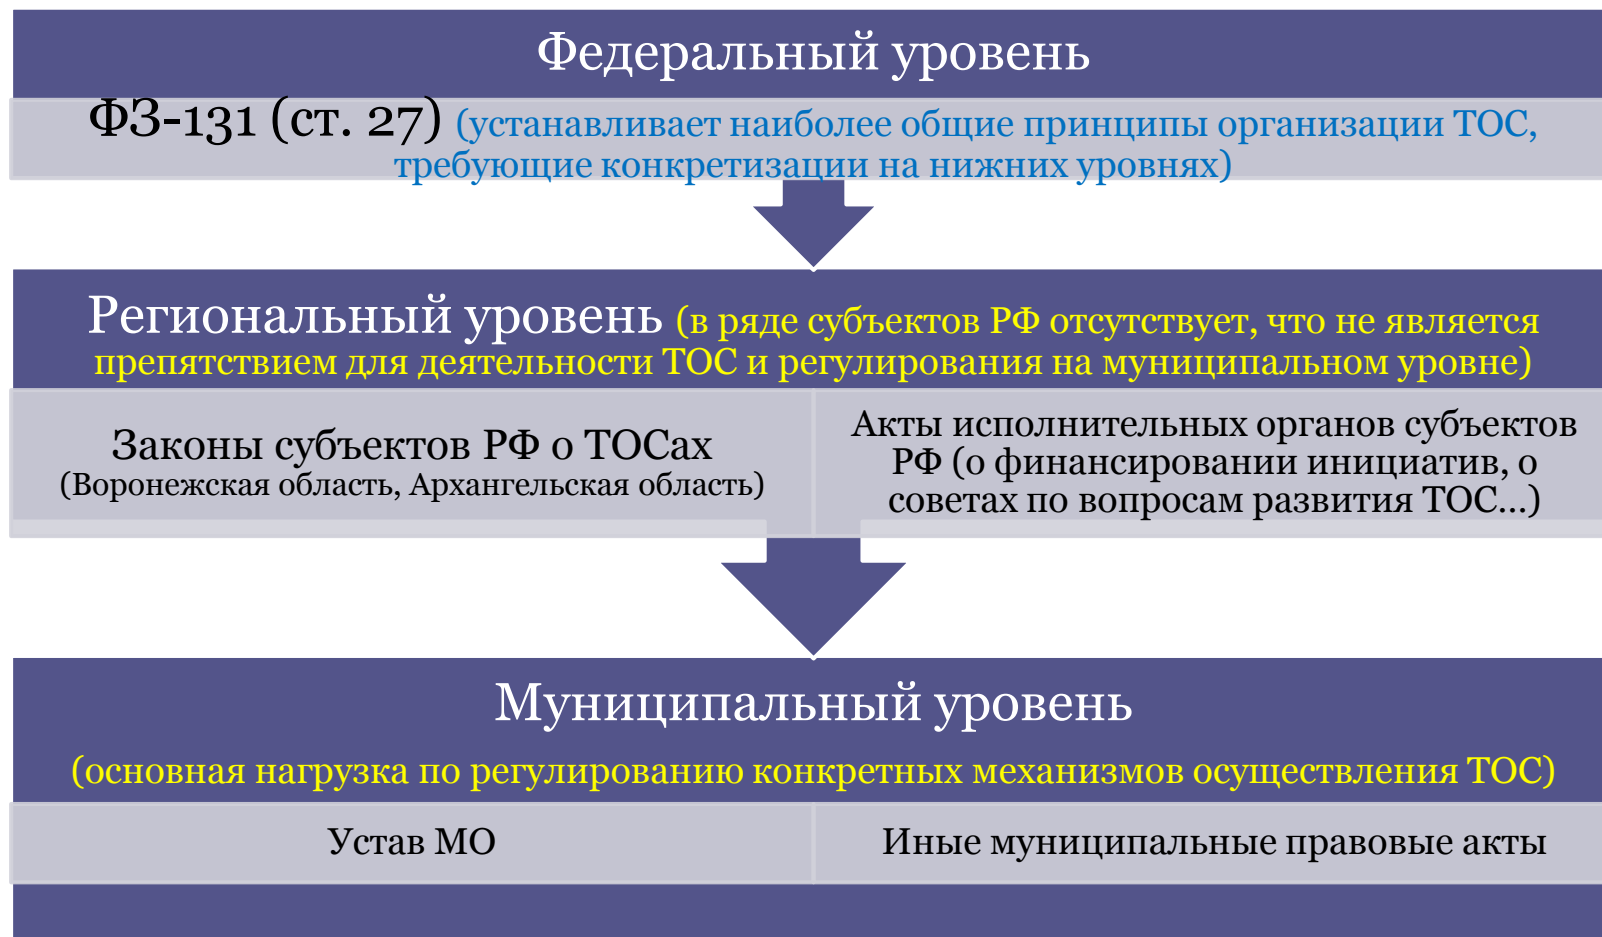 Федеральный уровень
ФЗ-131 (ст. 27) (устанавливает наиболее общие принципы организации ТОС,
требующие конкретизации на нижних уровнях)
Региональный уровень (в ряде субъектов РФ отсутствует, что не является
препятствием для деятельности ТОС и регулирования на муниципальном уровне)
Законы субъектов РФ о ТОСах
(Воронежская область, Архангельская область)
Акты исполнительных органов субъектов
РФ (о финансировании инициатив, о
советах по вопросам развития ТОС...)
Муниципальный уровень
(основная нагрузка по регулированию конкретных механизмов осуществления ТОС)
Устав МО
Иные муниципальные правовые акты